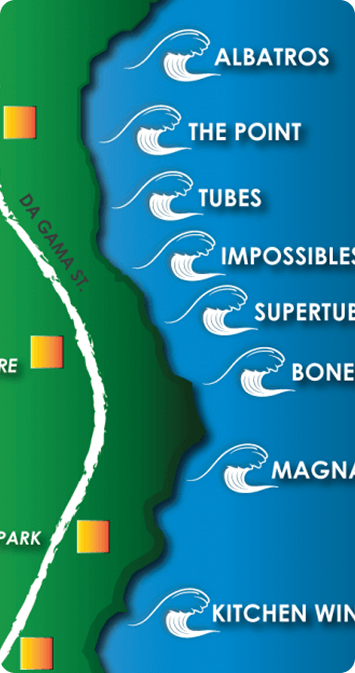 ALBATROS
THE POINT
TUBES
DA GAMA ST.
IMPOSSIBLES
SUPERTUB
RE
BONE
MAGNA
PARK
KITCHEN WIN